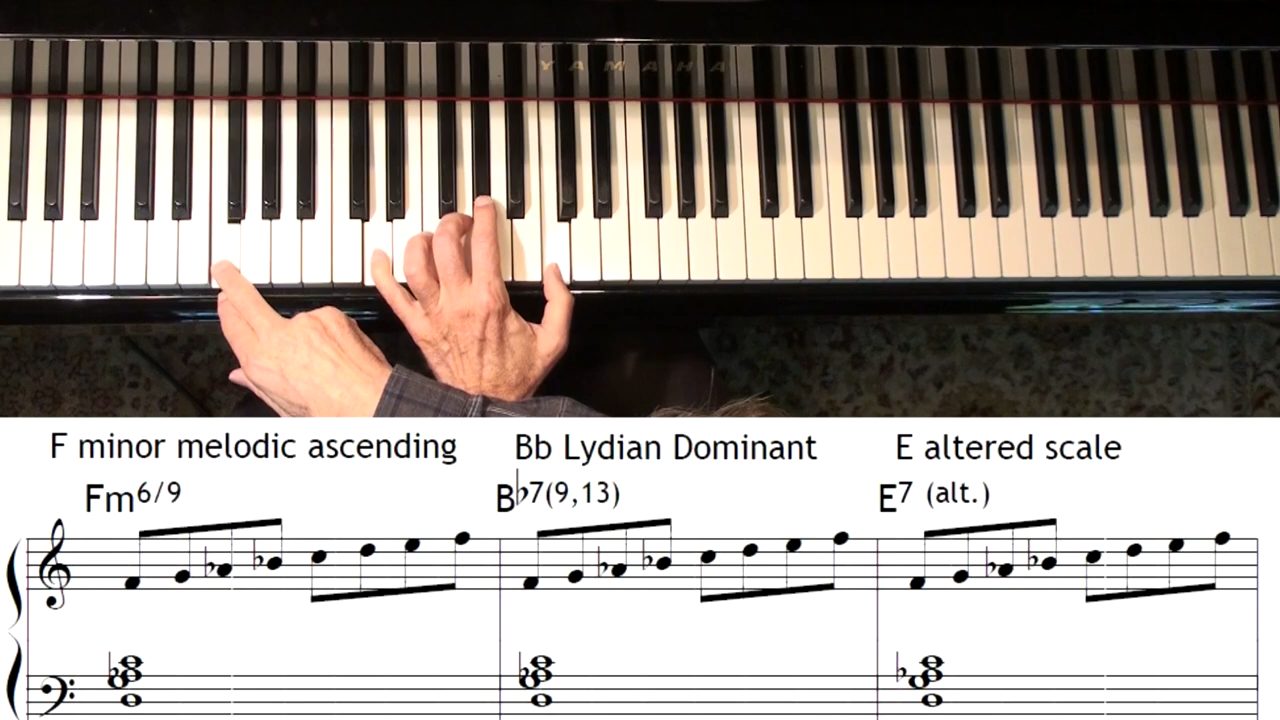 YAMAHA
F minor melodic ascending Bb Lydian Dominant E altered scale
Fm6/9 B♭7(9,13) E7 (alt.)